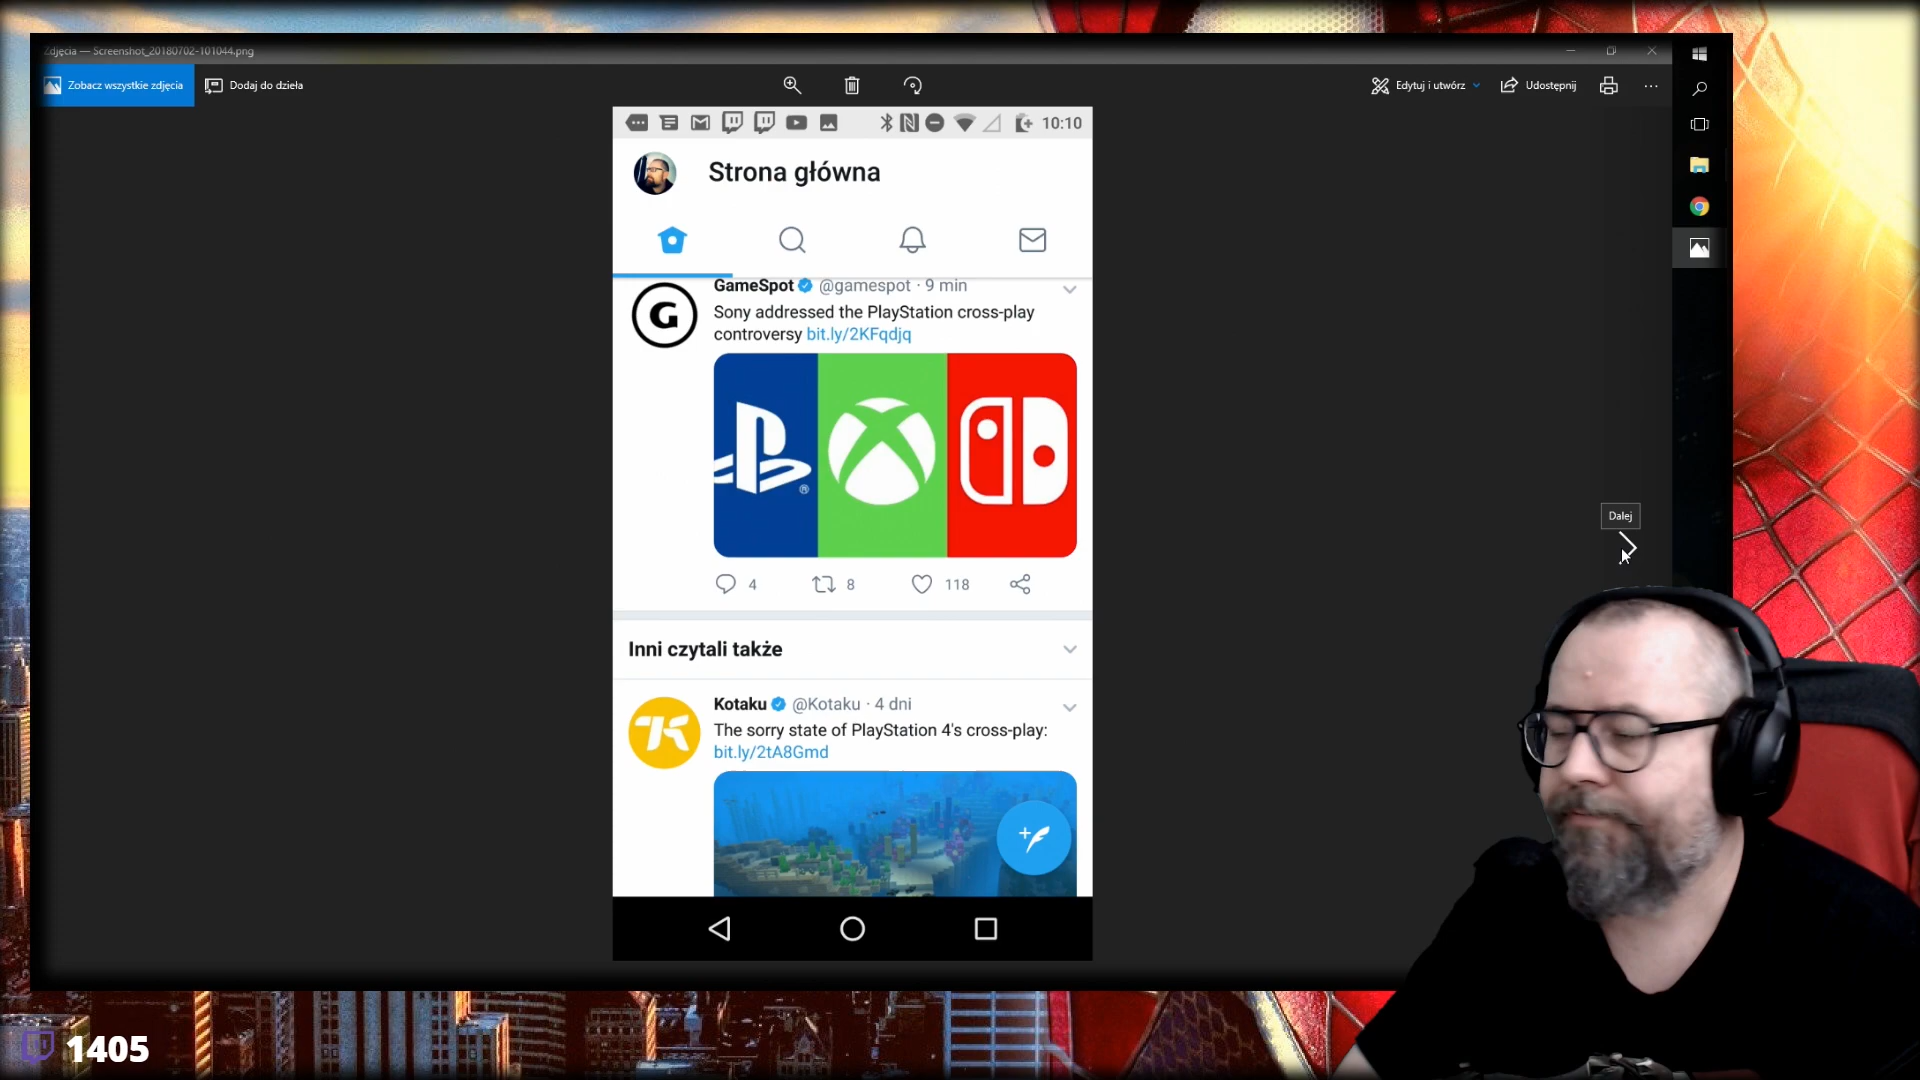 Zdjęcia — Screenshot_20180702-101044.png
Zobacz wszystkie zdjęcia
Dodaj do dzieła
Edytuj i utwórz
Udostępnij
10:10
Strona główna
GameSpot @gamespot · 9 min
Sony addressed the PlayStation cross-play
controversy bit.ly/2KFqdjq
4
8
118
Inni czytali także
Kotaku @Kotaku · 4 dni
The sorry state of PlayStation 4's cross-play:
bit.ly/2tA8Gmd
Dalej
1405